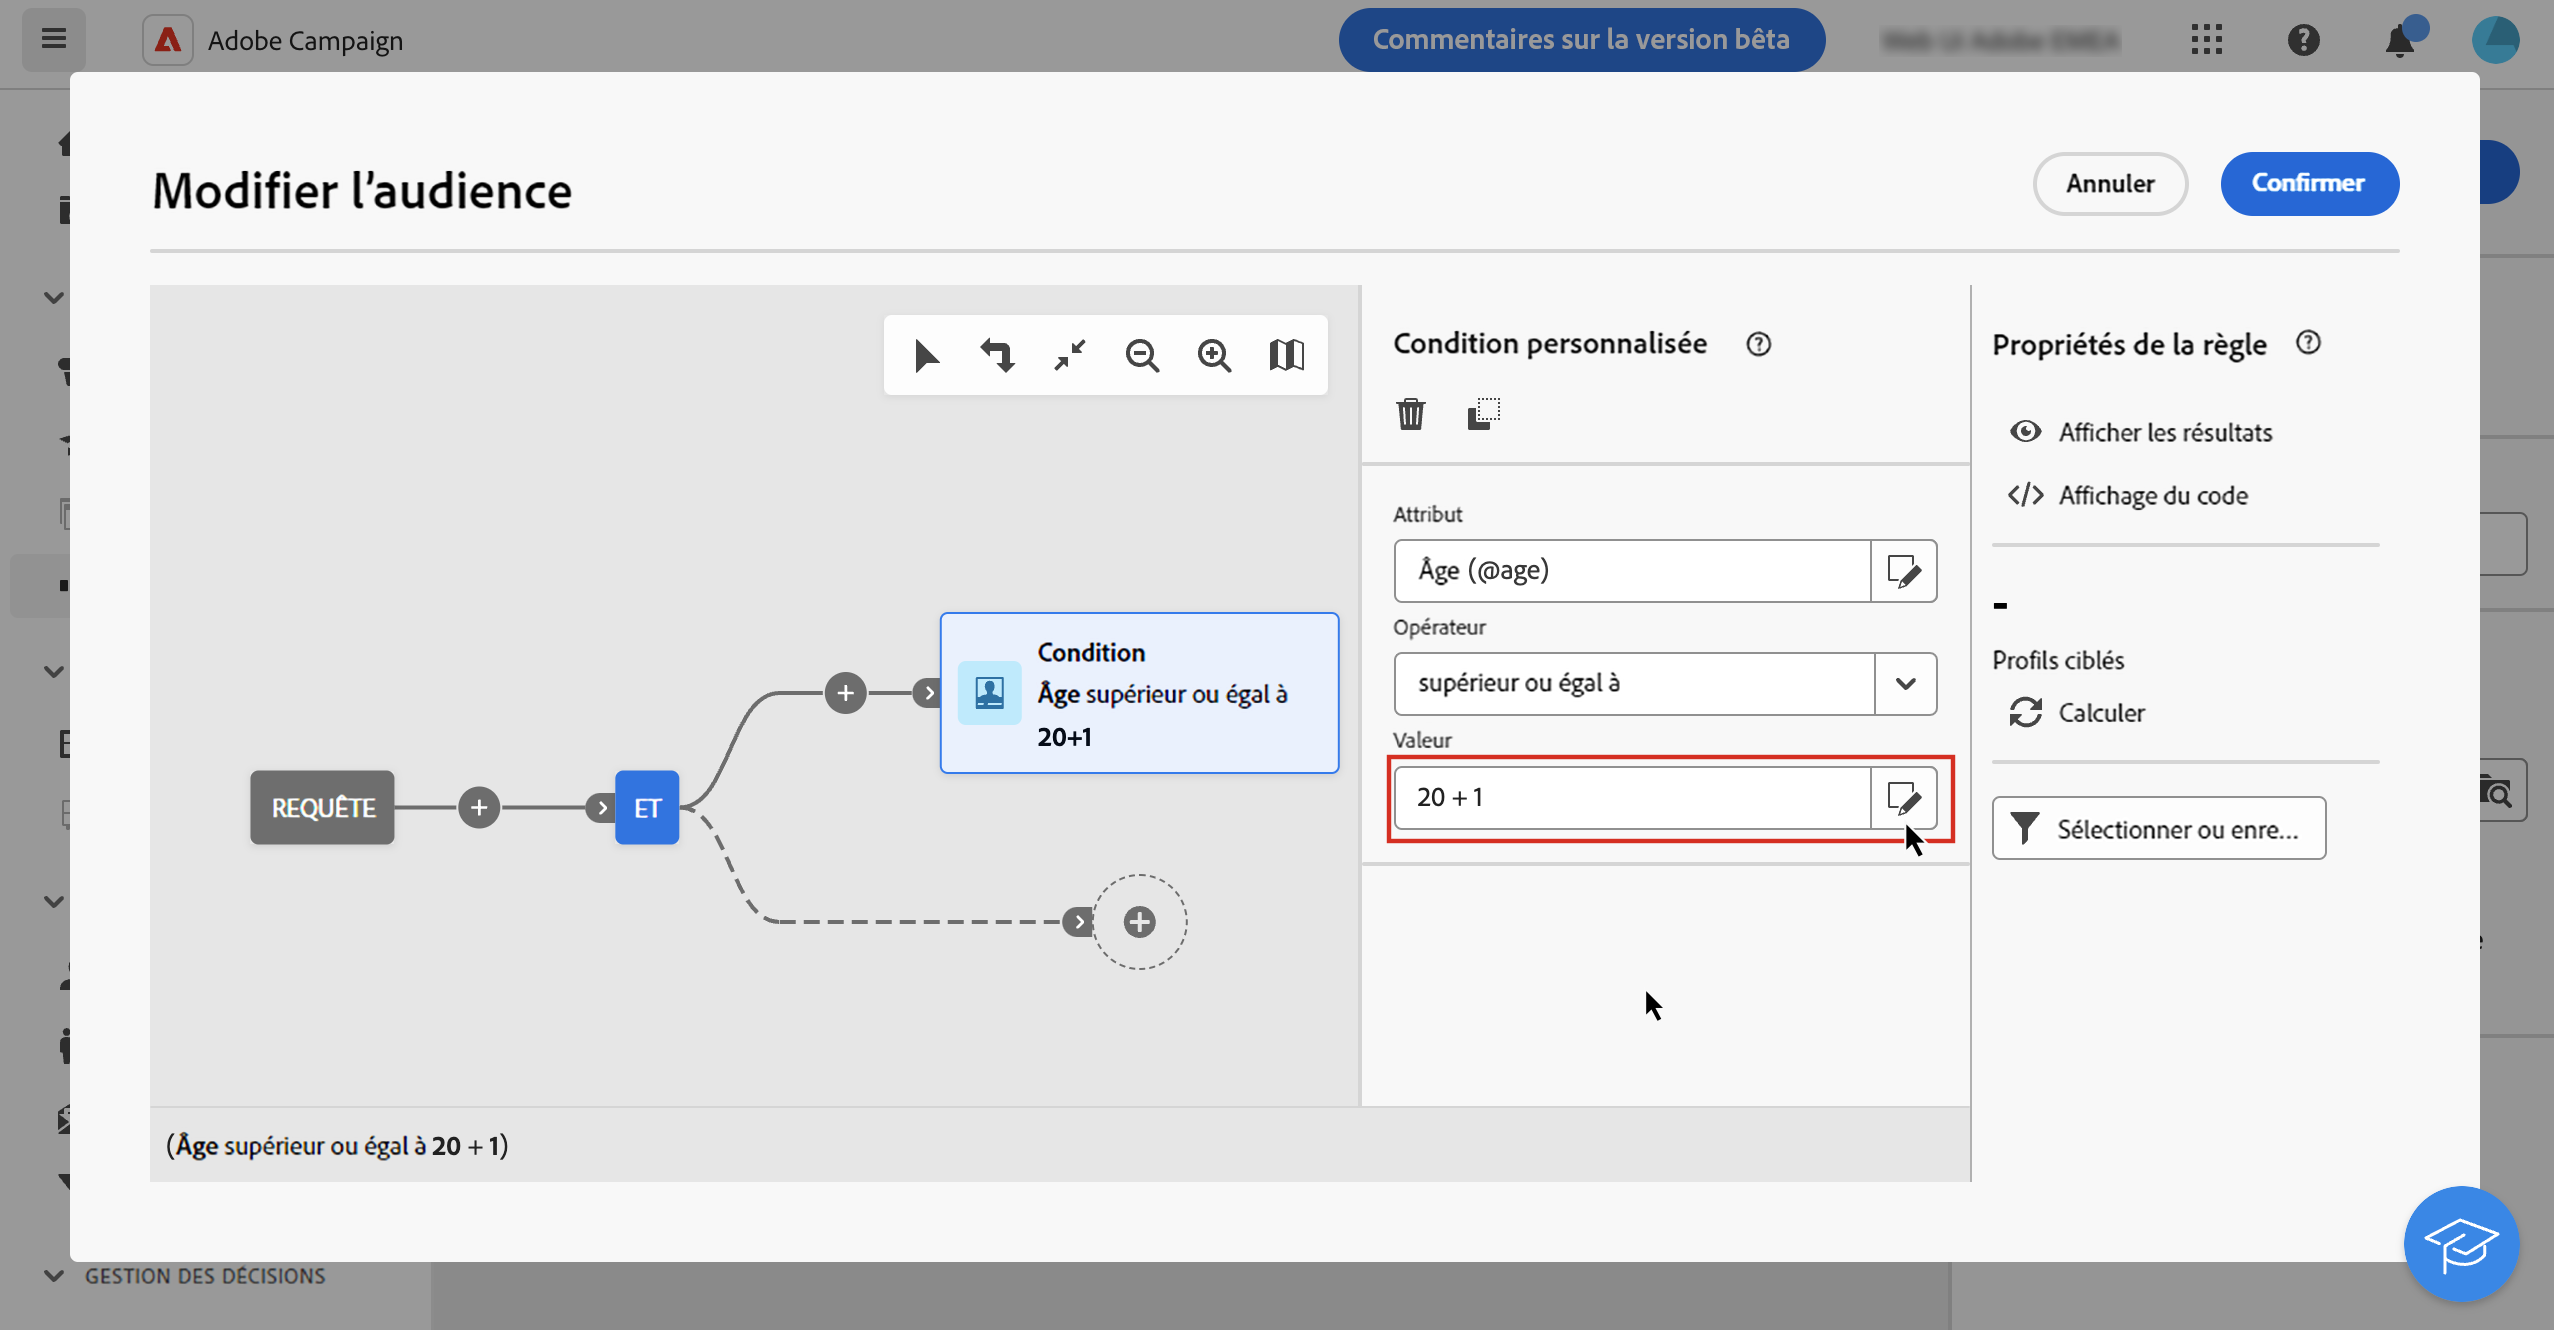 Adobe Campaign
Commentaires sur la version bêta
Modifier l’audience
Annuler
Confirmer
Condition personnalisée
Propriétés de la règle
Afficher les résultats
Affichage du code
Attribut
Âge (@age)
Opérateur
supérieur ou égal à
Valeur
20 + 1
-
Profils ciblés
Calculer
Sélectionner ou enre...
Condition
Âge supérieur ou égal à
20+1
REQUÊTE
ET
(Âge supérieur ou égal à 20 + 1)
GESTION DES DÉCISIONS